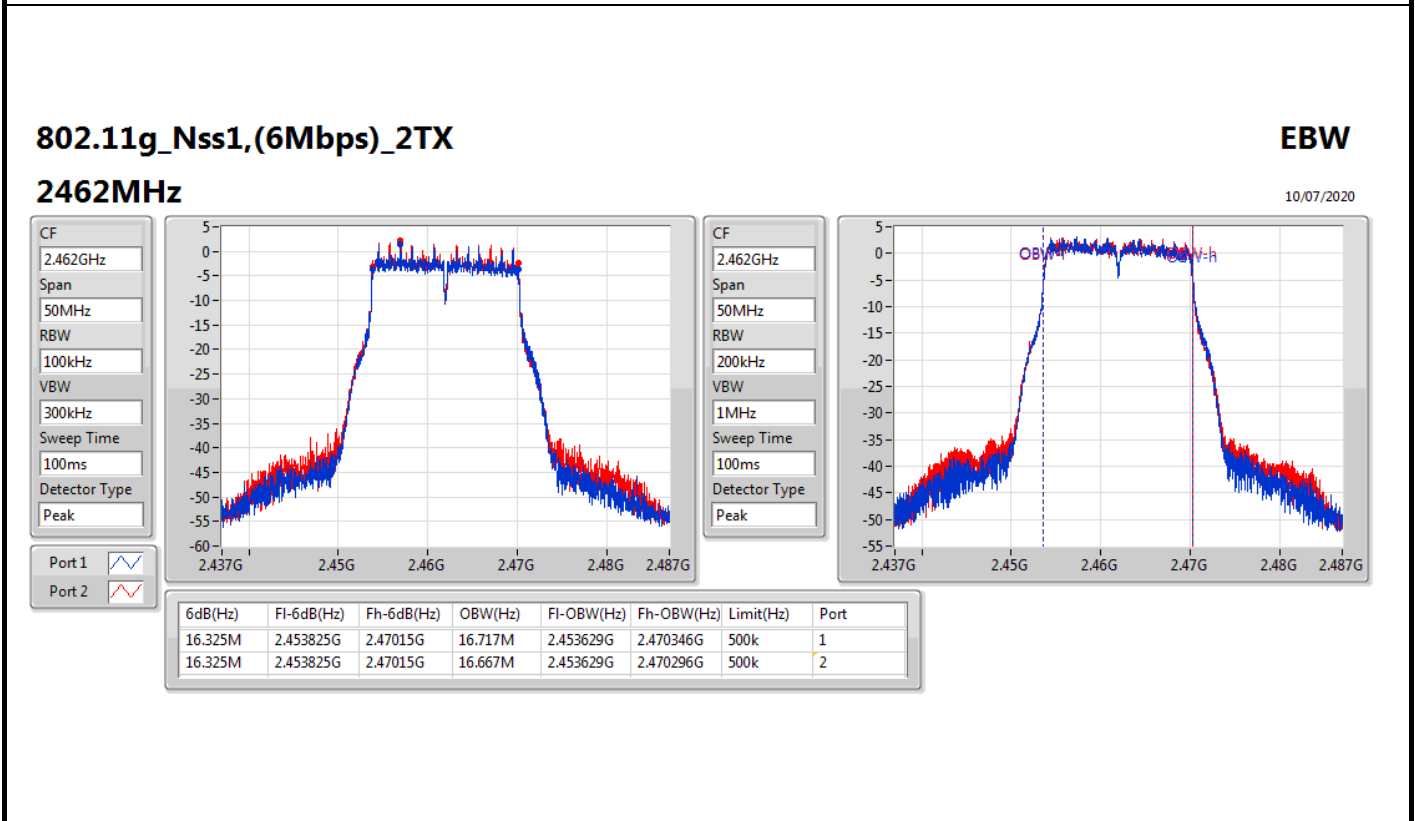 802.11g_Nss1,(6Mbps)_2TX EBW
2462MHz 10/07/2020
CF
2.462GHz
Span
50MHz
RBW
100kHz
VBW
300kHz
Sweep Time
100ms
Detector Type
Peak
Port 1
Port 2
5
0
-5
-10
-15
-20
-25
-30
-35
-40
-45
-50
-55
-60
2.437G 2.45G 2.46G 2.47G 2.48G 2.487G
CF
2.462GHz
Span
50MHz
RBW
200kHz
VBW
1MHz
Sweep Time
100ms
Detector Type
Peak
5
0
-5
-10
-15
-20
-25
-30
-35
-40
-45
-50
-55
OBW-h
2.437G 2.45G 2.46G 2.47G 2.48G 2.487G
6dB(Hz) Fl-6dB(Hz) Fh-6dB(Hz) OBW(Hz) Fl-OBW(Hz) Fh-OBW(Hz) Limit(Hz) Port
16.325M 2.453825G 2.47015G 16.717M 2.453629G 2.470346G 500k 1
16.325M 2.453825G 2.47015G 16.667M 2.453629G 2.470296G 500k 2